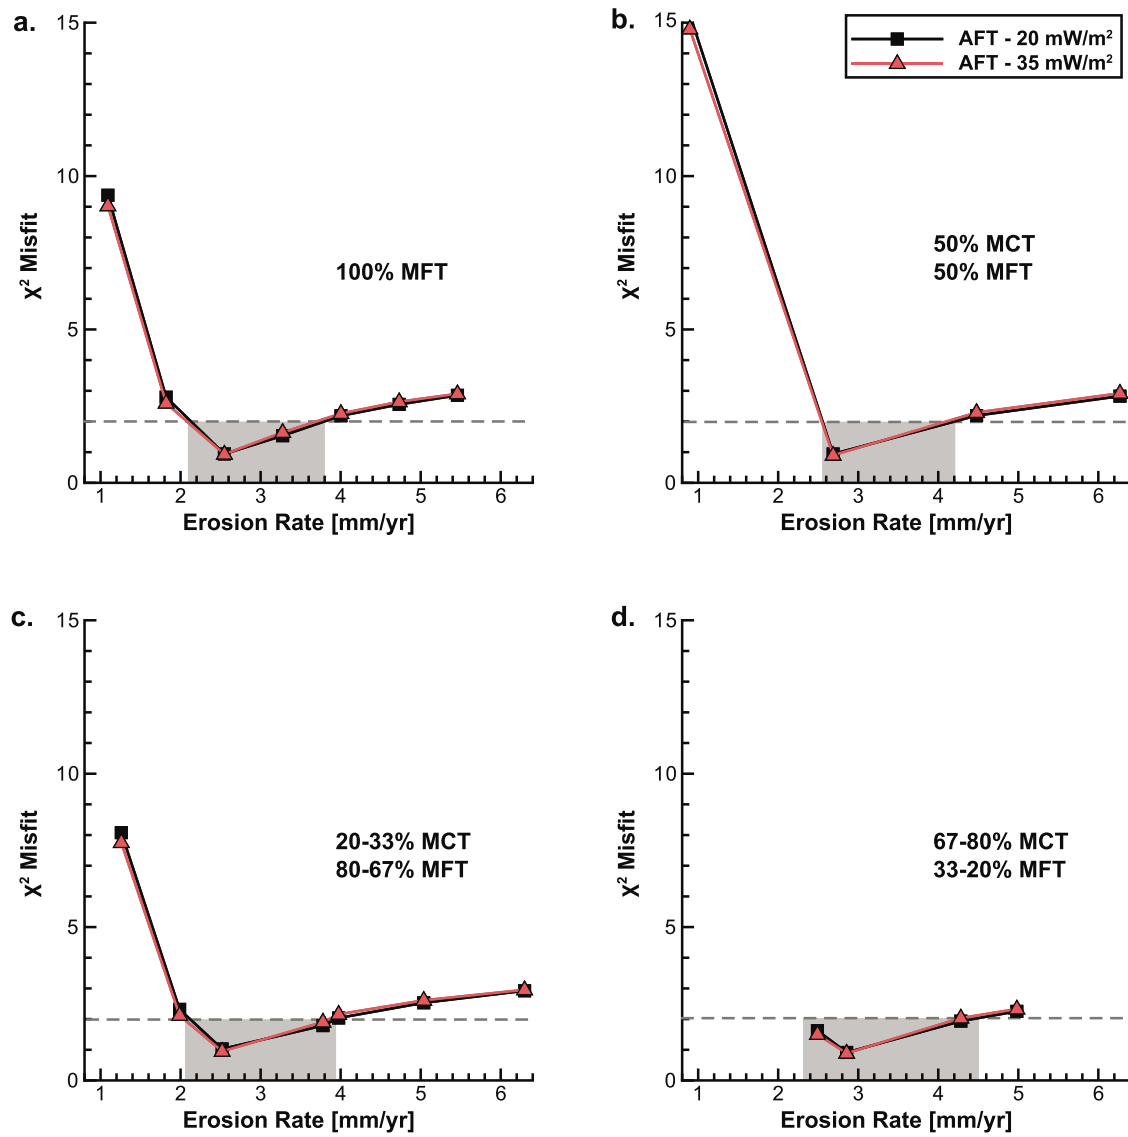 a.
15
10
5
0
χ² Misfit
100% MFT
1 2 3 4 5 6
Erosion Rate [mm/yr]
b.
AFT - 20 mW/m²
AFT - 35 mW/m²
15
10
5
0
χ² Misfit
50% MCT
50% MFT
1 2 3 4 5 6
Erosion Rate [mm/yr]
c.
15
10
5
0
χ² Misfit
20-33% MCT
80-67% MFT
1 2 3 4 5 6
Erosion Rate [mm/yr]
d.
15
10
5
0
χ² Misfit
67-80% MCT
33-20% MFT
1 2 3 4 5 6
Erosion Rate [mm/yr]